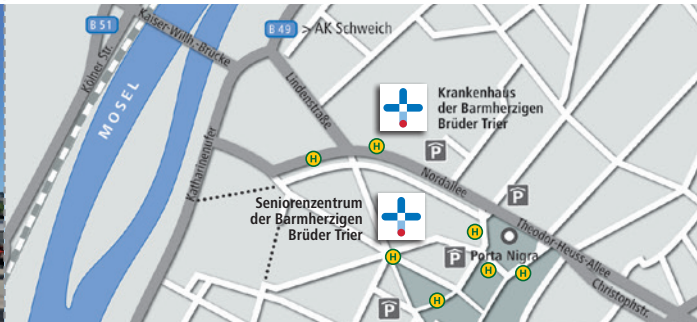 B 51
Kölner Str.
Kaiser-Wilh.-Brücke
B 49 > AK Schweich
MOSEL
Lindenstraße
Katharinenufer
Krankenhaus
der Barmherzigen
Brüder Trier
H
H
P
Nordallee
P
Seniorenzentrum
der Barmherzigen
Brüder Trier
H
Theodor-Heuss-Allee
H
P
Porta Nigra
H
H
Christophstr.
H
P